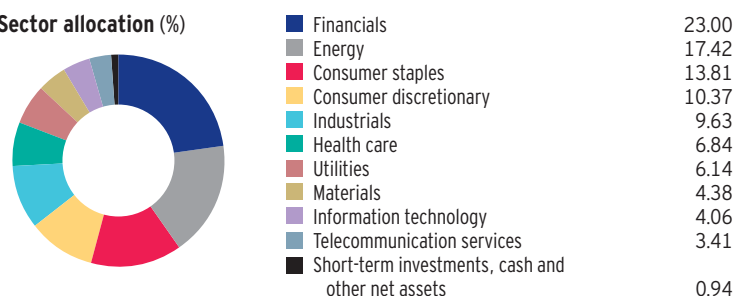 Sector allocation (%)
Financials 23.00
Energy 17.42
Consumer staples 13.81
Consumer discretionary 10.37
Industrials 9.63
Health care 6.84
Utilities 6.14
Materials 4.38
Information technology 4.06
Telecommunication services 3.41
Short-term investments, cash and
other net assets 0.94